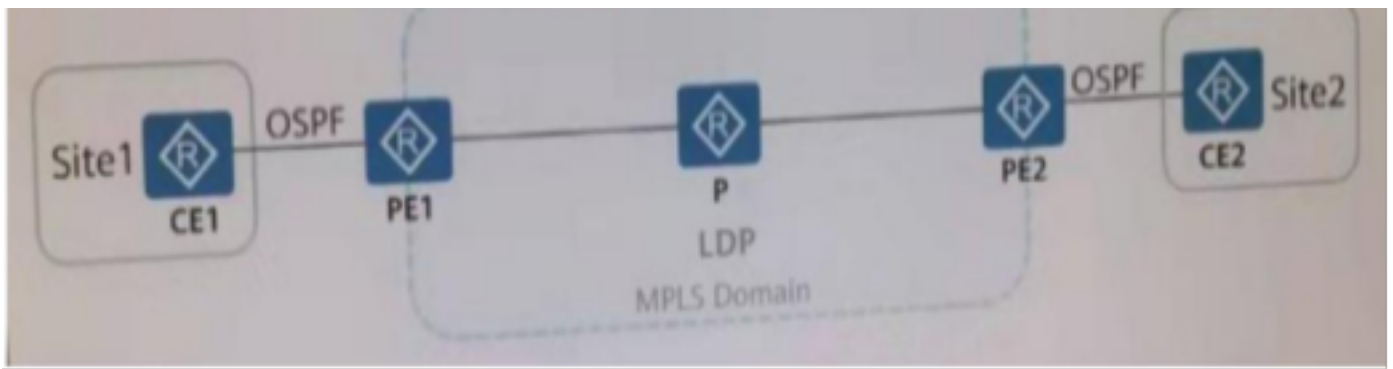 Site1
R
CE1
OSPF
R
PE1
R
P
LDP
MPLS Domain
R
PE2
OSPF
R
CE2
Site2